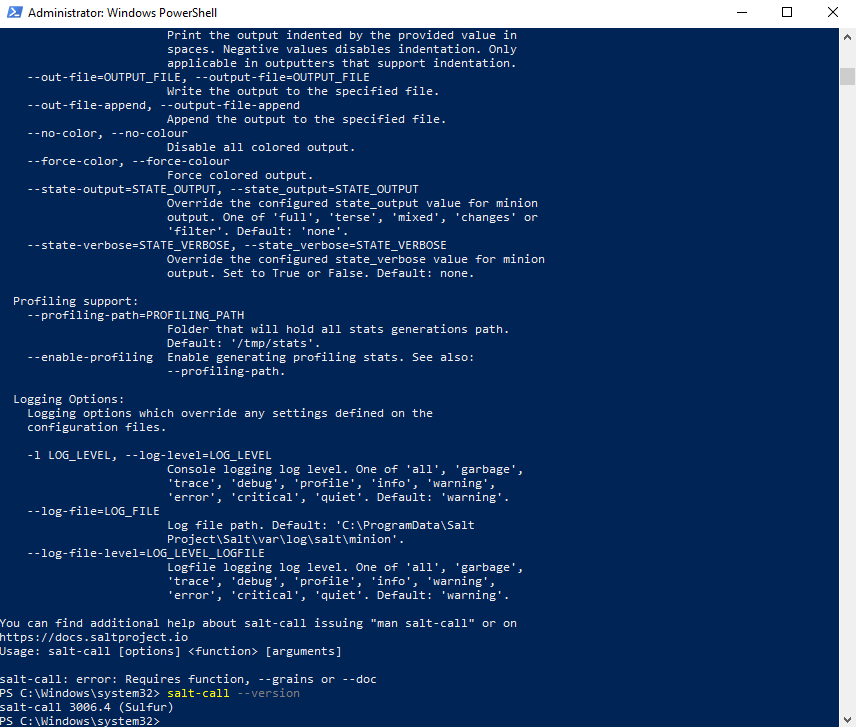 Administrator: Windows PowerShell
Print the output indented by the provided value in
spaces. Negative values disables indentation. Only
applicable in outputters that support indentation.
--out-file=OUTPUT_FILE, --output-file=OUTPUT_FILE
Write the output to the specified file.
--out-file-append, --output-file-append
Append the output to the specified file.
--no-color, --no-colour
Disable all colored output.
--force-color, --force-colour
Force colored output.
--state-output=STATE_OUTPUT, --state_output=STATE_OUTPUT
Override the configured state_output value for minion
output. One of 'full', 'terse', 'mixed', 'changes' or
'filter'. Default: 'none'.
--state-verbose=STATE_VERBOSE, --state_verbose=STATE_VERBOSE
Override the configured state_verbose value for minion
output. Set to True or False. Default: none.
Profiling support:
--profiling-path=PROFILING_PATH
Folder that will hold all stats generations path.
Default: '/tmp/stats'.
--enable-profiling  Enable generating profiling stats. See also:
--profiling-path.
Logging Options:
Logging options which override any settings defined on the
configuration files.
-l LOG_LEVEL, --log-level=LOG_LEVEL
Console logging log level. One of 'all', 'garbage',
'trace', 'debug', 'profile', 'info', 'warning',
'error', 'critical', 'quiet'. Default: 'warning'.
--log-file=LOG_FILE
Log file path. Default: 'C:\ProgramData\Salt
Project\Salt\var\log\salt\minion'.
--log-file-level=LOG_LEVEL_LOGFILE
Logfile logging log level. One of 'all', 'garbage',
'trace', 'debug', 'profile', 'info', 'warning',
'error', 'critical', 'quiet'. Default: 'warning'.
You can find additional help about salt-call issuing "man salt-call" or on
https://docs.saltproject.io
Usage: salt-call [options] <function> [arguments]
salt-call: error: Requires function, --grains or --doc
PS C:\Windows\system32> salt-call --version
salt-call 3006.4 (Sulfur)
PS C:\Windows\system32>